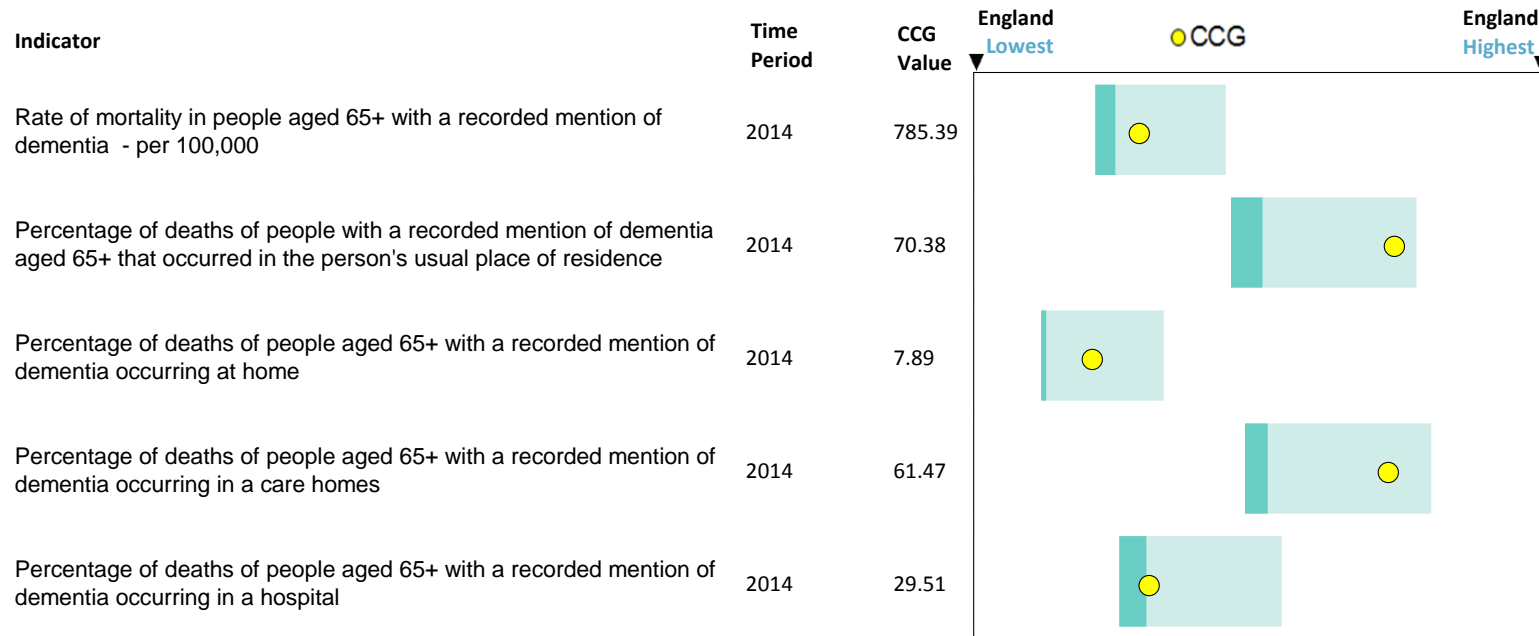 Indicator
Time
Period
CCG
Value
England
Lowest
CCG
England
Highest
Rate of mortality in people aged 65+ with a recorded mention of
dementia - per 100,000
2014
785.39
Percentage of deaths of people with a recorded mention of dementia
aged 65+ that occurred in the person's usual place of residence
2014
70.38
Percentage of deaths of people aged 65+ with a recorded mention of
dementia occurring at home
2014
7.89
Percentage of deaths of people aged 65+ with a recorded mention of
dementia occurring in a care homes
2014
61.47
Percentage of deaths of people aged 65+ with a recorded mention of
dementia occurring in a hospital
2014
29.51